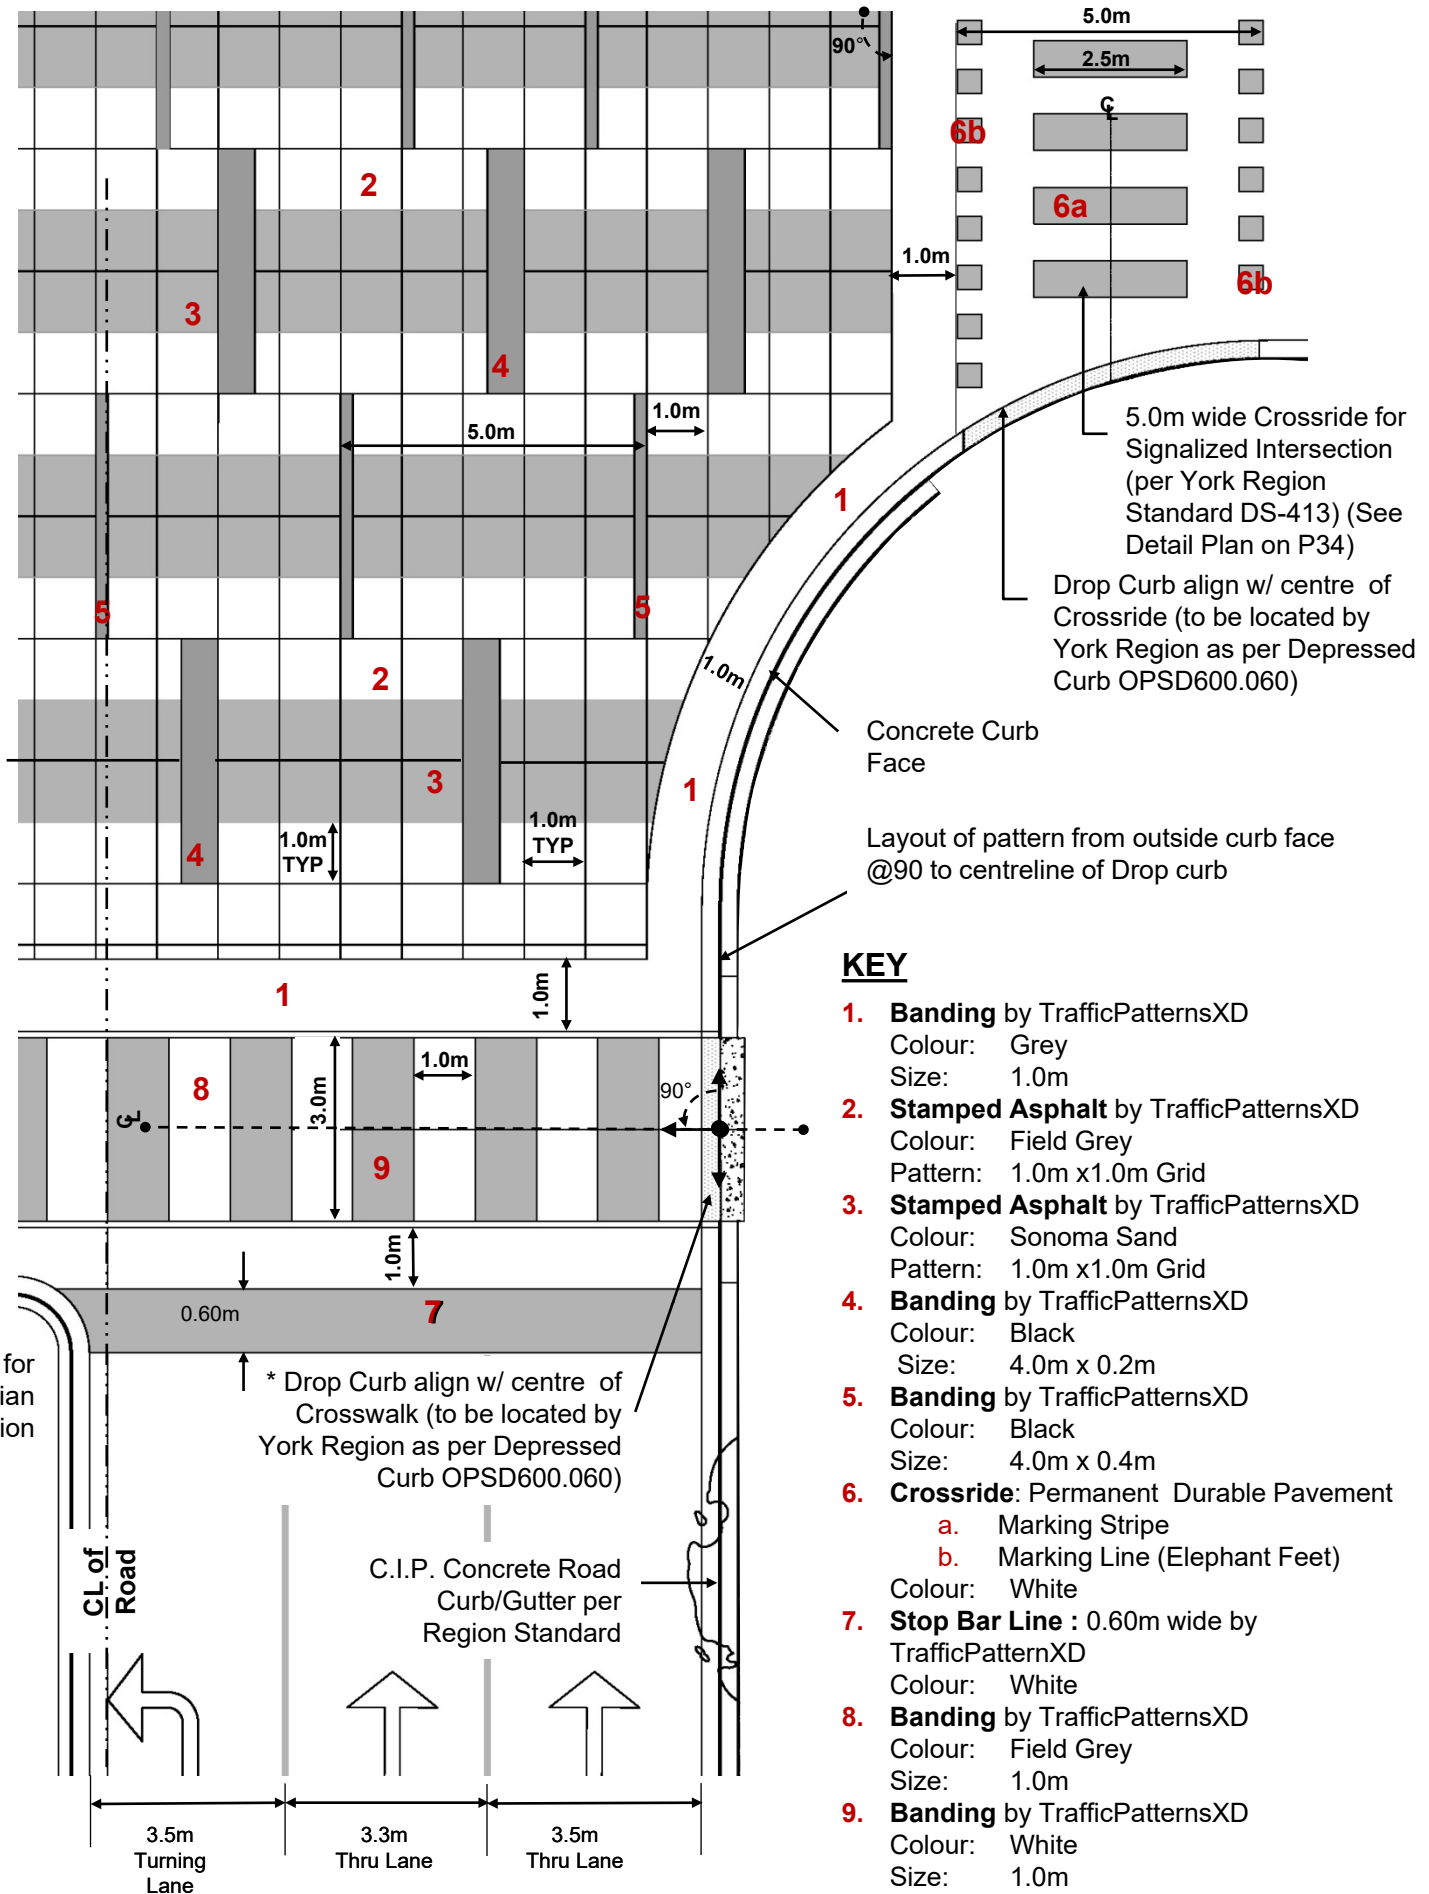 5.0m
90°
2.5m
CL
6b
2
6a
1.0m
6b
3
4
1.0m
5.0m
5.0m wide Crossride for
Signalized Intersection
(per York Region
Standard DS-413) (See
Detail Plan on P34)
1
5
5
Drop Curb align w/ centre of
Crossride (to be located by
York Region as per Depressed
Curb OPSD600.060)
2
1.0m
Concrete Curb
Face
3
1
1.0m
TYP
1.0m
TYP
4
Layout of pattern from outside curb face
@90 to centreline of Drop curb
1
1.0m
8
3.0m
1.0m
90°
CL
9
1.0m
0.60m
7
for
ian
ion
* Drop Curb align w/ centre of
Crosswalk (to be located by
York Region as per Depressed
Curb OPSD600.060)
C.I.P. Concrete Road
Curb/Gutter per
Region Standard
CL of
Road
3.5m
Turning
Lane
3.3m
Thru Lane
3.5m
Thru Lane
KEY
1. Banding by TrafficPatternsXD
Colour: Grey
Size: 1.0m
2. Stamped Asphalt by TrafficPatternsXD
Colour: Field Grey
Pattern: 1.0m x1.0m Grid
3. Stamped Asphalt by TrafficPatternsXD
Colour: Sonoma Sand
Pattern: 1.0m x1.0m Grid
4. Banding by TrafficPatternsXD
Colour: Black
Size: 4.0m x 0.2m
5. Banding by TrafficPatternsXD
Colour: Black
Size: 4.0m x 0.4m
6. Crossride: Permanent Durable Pavement
a. Marking Stripe
b. Marking Line (Elephant Feet)
Colour: White
7. Stop Bar Line : 0.60m wide by
TrafficPatternXD
Colour: White
8. Banding by TrafficPatternsXD
Colour: Field Grey
Size: 1.0m
9. Banding by TrafficPatternsXD
Colour: White
Size: 1.0m